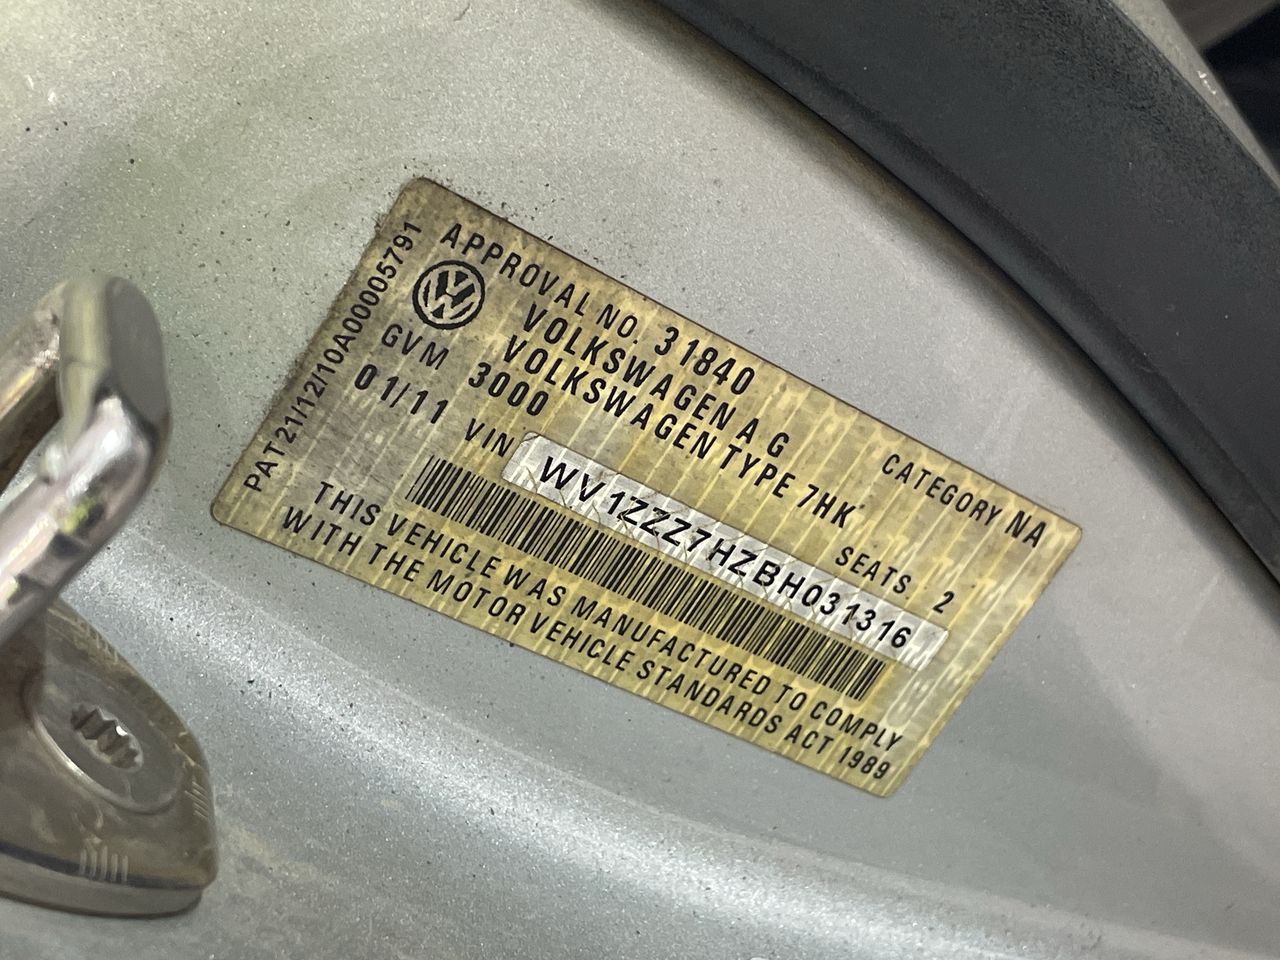 APPROVAL NO. 31840
VOLKSWAGEN AG
CATEGORY NA
VOLKSWAGEN TYPE 7HK
GVM 3000
SEATS 2
01/11
VIN WV1ZZZ7HZBH031316
THIS VEHICLE WAS MANUFACTURED TO COMPLY
WITH THE MOTOR VEHICLE STANDARDS ACT 1989
PAT21/12/10A00005791